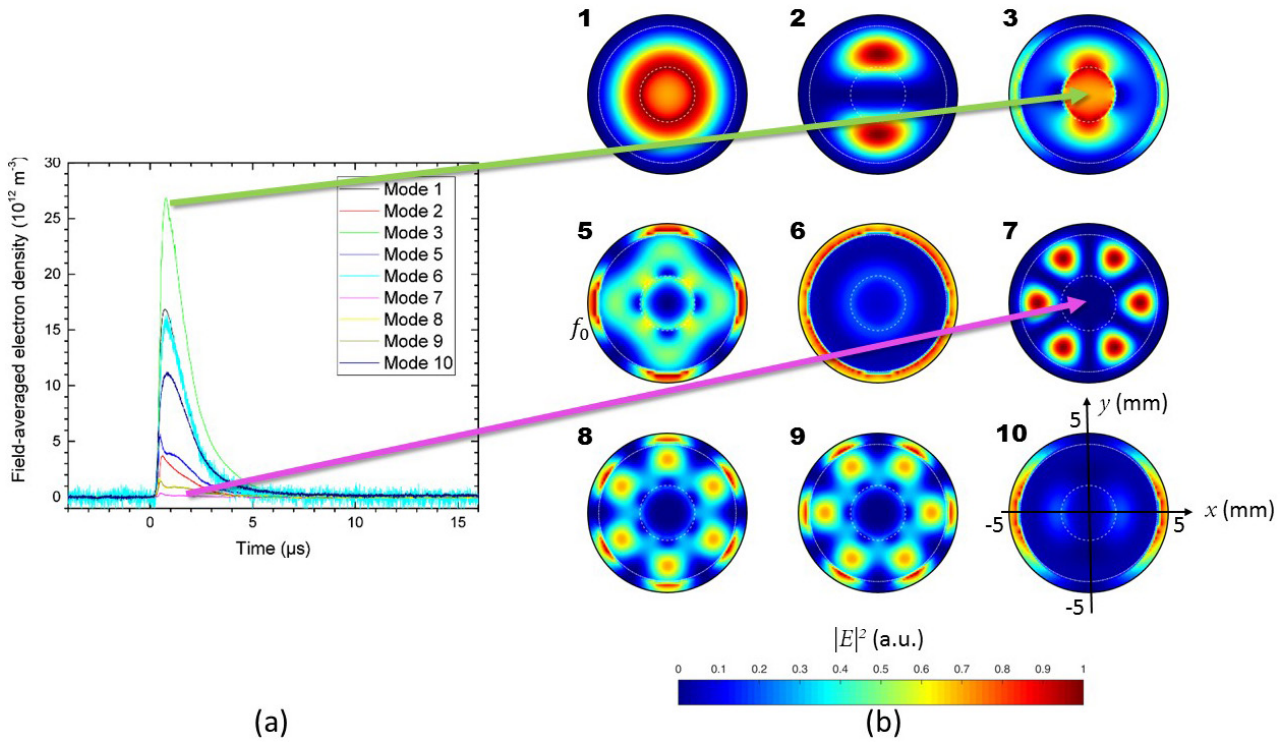 1 2 3
30
25
20
15
10
5
0
Field-averaged electron density (10¹² m⁻³)
Mode 1
Mode 2
Mode 3
Mode 5
Mode 6
Mode 7
Mode 8
Mode 9
Mode 10
0 5 10 15
Time (µs)
5 6 7
f₀
8 9 10
5 y (mm)
-5 5 x (mm)
-5
|E|² (a.u.)
0 0.1 0.2 0.3 0.4 0.5 0.6 0.7 0.8 0.9 1
(a) (b)